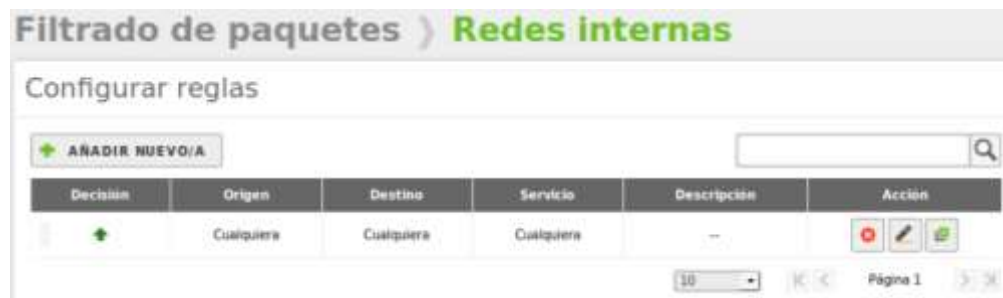 Filtrado de paquetes 〉 Redes internas
Configurar reglas
AÑADIR NUEVO/A
Decisión Origen Destino Servicio Descripción Acción
Cualquiera Cualquiera Cualquiera --
10 Página 1